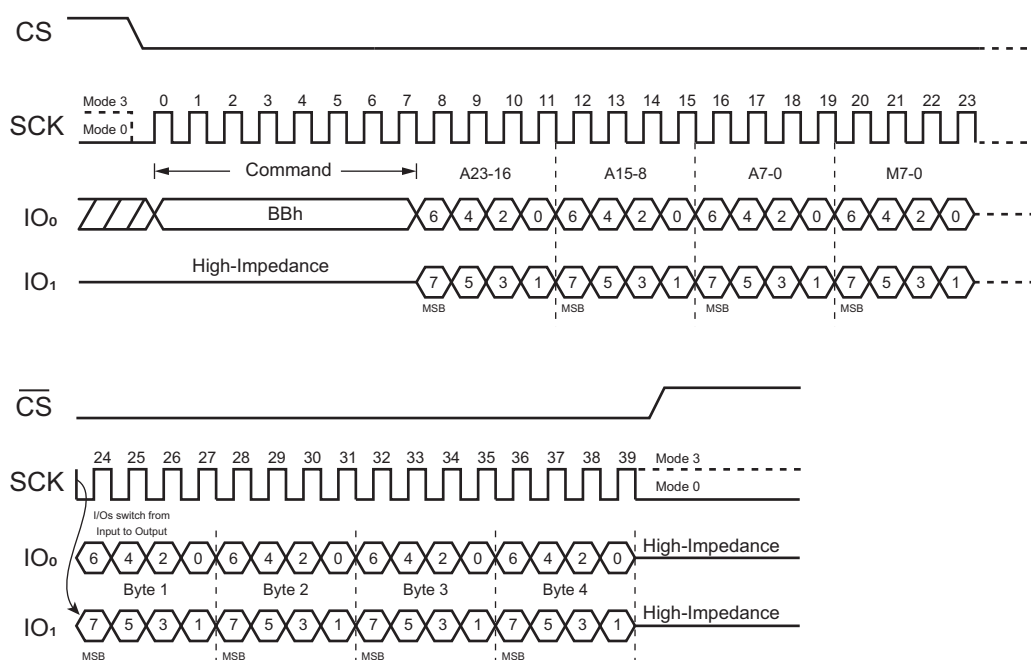 CS
Mode 3 0 1 2 3 4 5 6 7 8 9 10 11 12 13 14 15 16 17 18 19 20 21 22 23
SCK
Mode 0
Command A23-16 A15-8 A7-0 M7-0
IO₀ BBh 6 4 2 0 6 4 2 0 6 4 2 0 6 4 2 0
High-Impedance
IO₁ 7 5 3 1 7 5 3 1 7 5 3 1 7 5 3 1
MSB MSB MSB MSB
C̅S̅
24 25 26 27 28 29 30 31 32 33 34 35 36 37 38 39 Mode 3
SCK Mode 0
I/Os switch from
Input to Output
IO₀ 6 4 2 0 6 4 2 0 6 4 2 0 6 4 2 0 High-Impedance
Byte 1 Byte 2 Byte 3 Byte 4
IO₁ 7 5 3 1 7 5 3 1 7 5 3 1 7 5 3 1 High-Impedance
MSB MSB MSB MSB